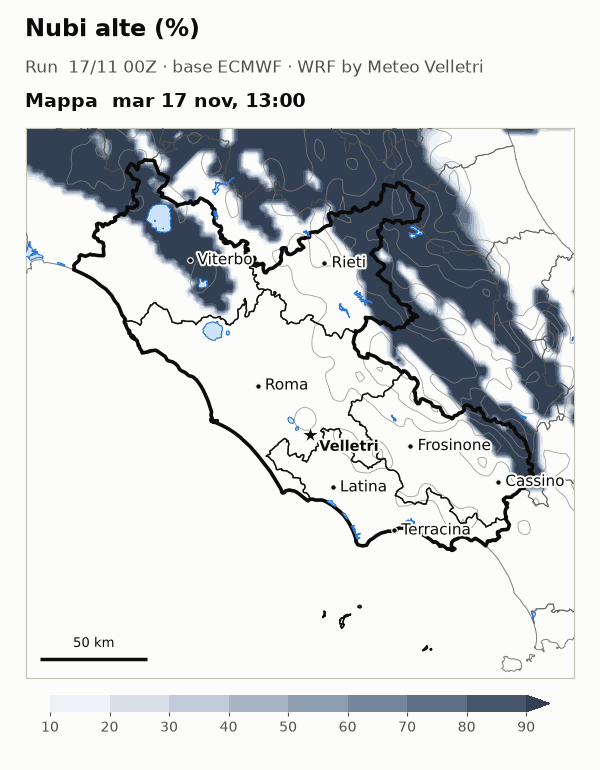 Nubi alte (%)
Run  17/11 00Z · base ECMWF · WRF by Meteo Velletri
Mappa  mar 17 nov, 13:00
Viterbo
Rieti
Roma
Velletri
Frosinone
Cassino
Latina
Terracina
50 km
10 20 30 40 50 60 70 80 90